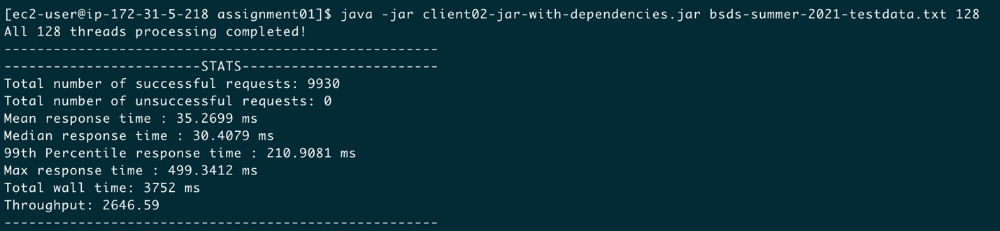 [ec2-user@ip-172-31-5-218 assignment01]$ java -jar client02-jar-with-dependencies.jar bsds-summer-2021-testdata.txt 128
All 128 threads processing completed!
-----------------------------------------------------
------------------------STATS------------------------
Total number of successful requests: 9930
Total number of unsuccessful requests: 0
Mean response time : 35.2699 ms
Median response time : 30.4079 ms
99th Percentile response time : 210.9081 ms
Max response time : 499.3412 ms
Total wall time: 3752 ms
Throughput: 2646.59
-----------------------------------------------------